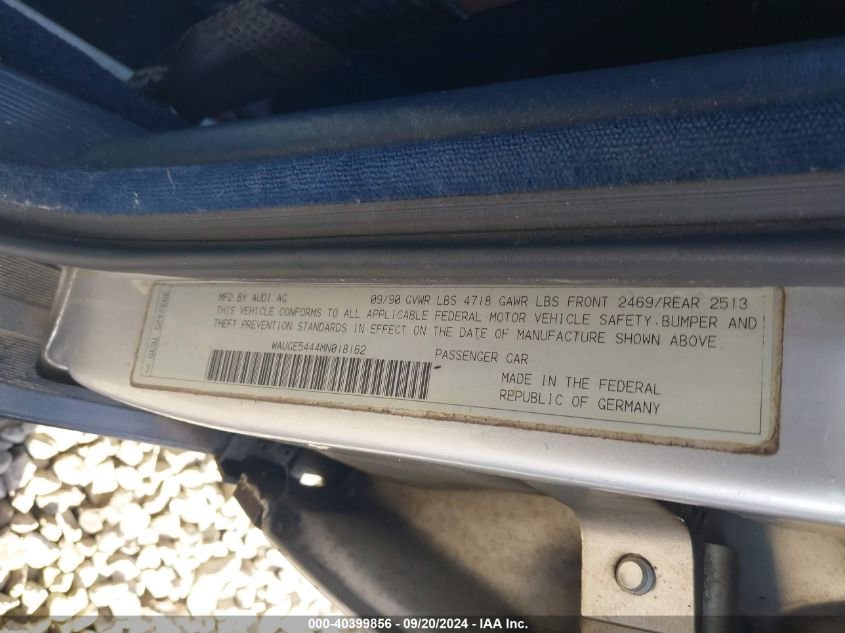 MFD.BY AUDI AG 09/90 GVWR LBS 4718 GAWR LBS FRONT 2469/REAR 2513
THIS VEHICLE CONFORMS TO ALL APPLICABLE FEDERAL MOTOR VEHICLE SAFETY.BUMPER AND
THEFT PREVENTION STANDARDS IN EFFECT ON THE DATE OF MANUFACTURE SHOWN ABOVE
WAUGE5444MN018162 PASSENGER CAR
MADE IN THE FEDERAL
REPUBLIC OF GERMANY
000-40399856 - 09/20/2024 - IAA Inc.